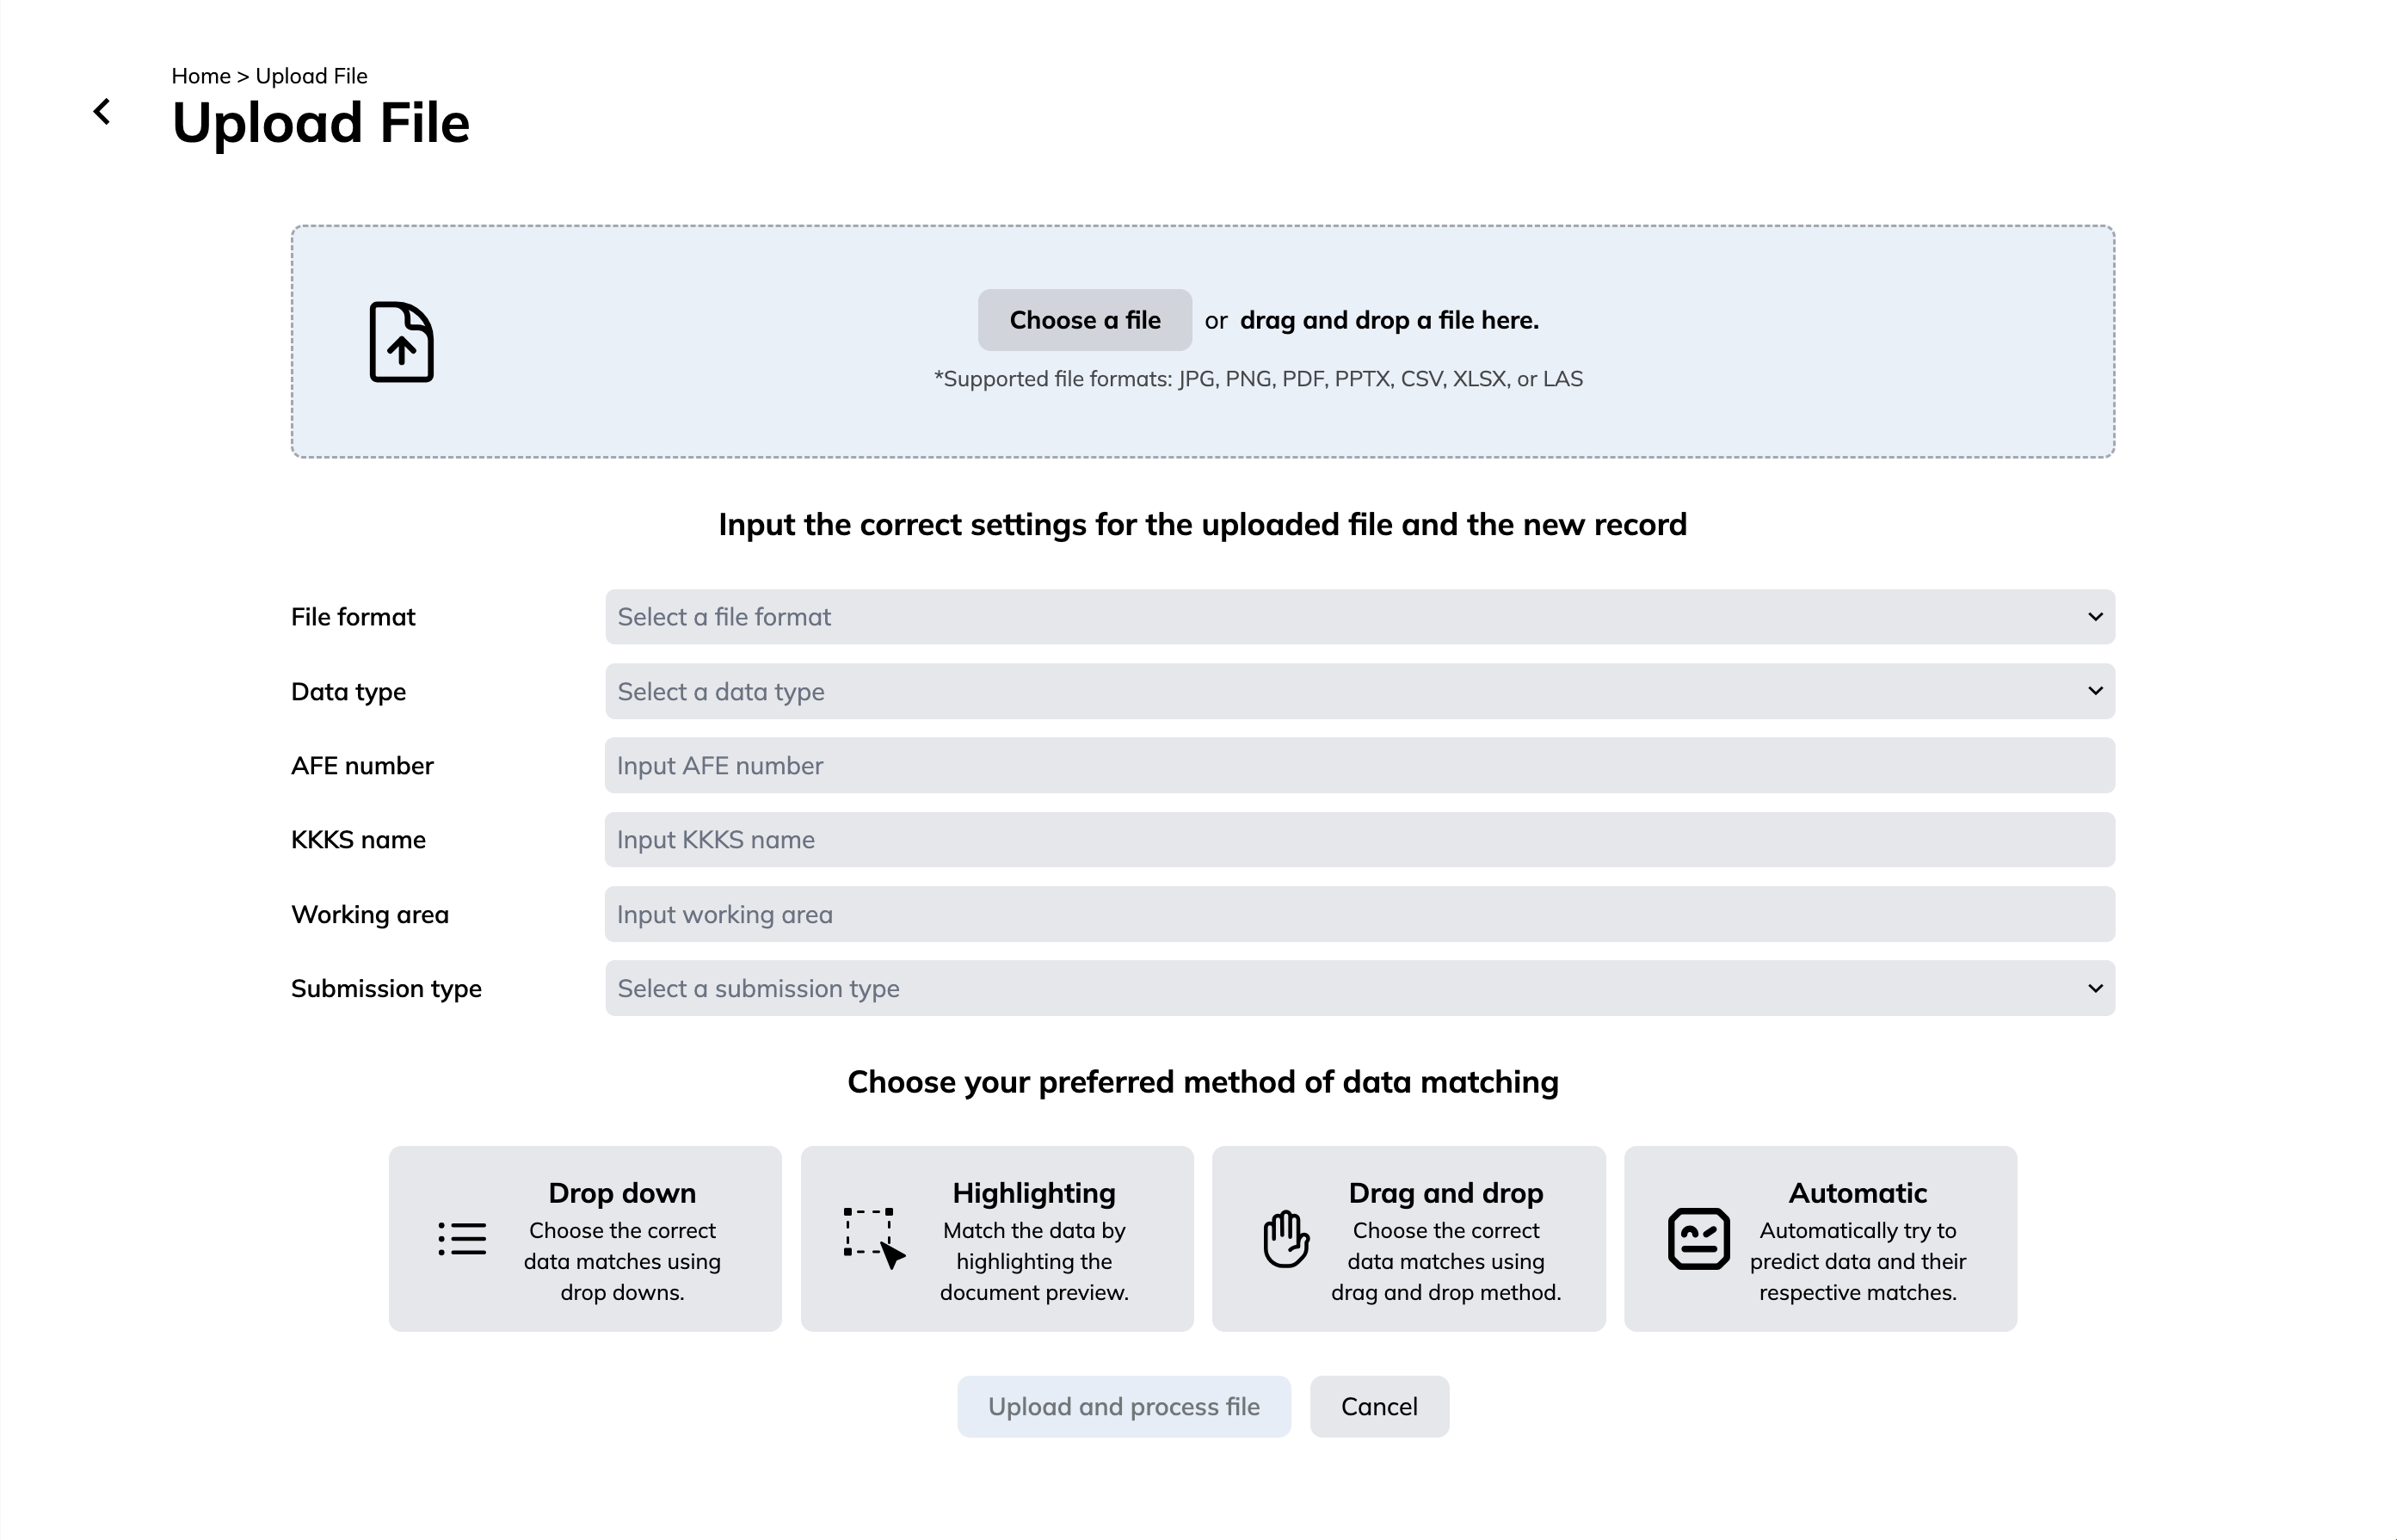 Home > Upload File
Upload File
Choose a file or drag and drop a file here.
*Supported file formats: JPG, PNG, PDF, PPTX, CSV, XLSX, or LAS
Input the correct settings for the uploaded file and the new record
File format
Select a file format
Data type
Select a data type
AFE number
Input AFE number
KKKS name
Input KKKS name
Working area
Input working area
Submission type
Select a submission type
Choose your preferred method of data matching
Drop down
Choose the correct
data matches using
drop downs.
Highlighting
Match the data by
highlighting the
document preview.
Drag and drop
Choose the correct
data matches using
drag and drop method.
Automatic
Automatically try to
predict data and their
respective matches.
Upload and process file
Cancel